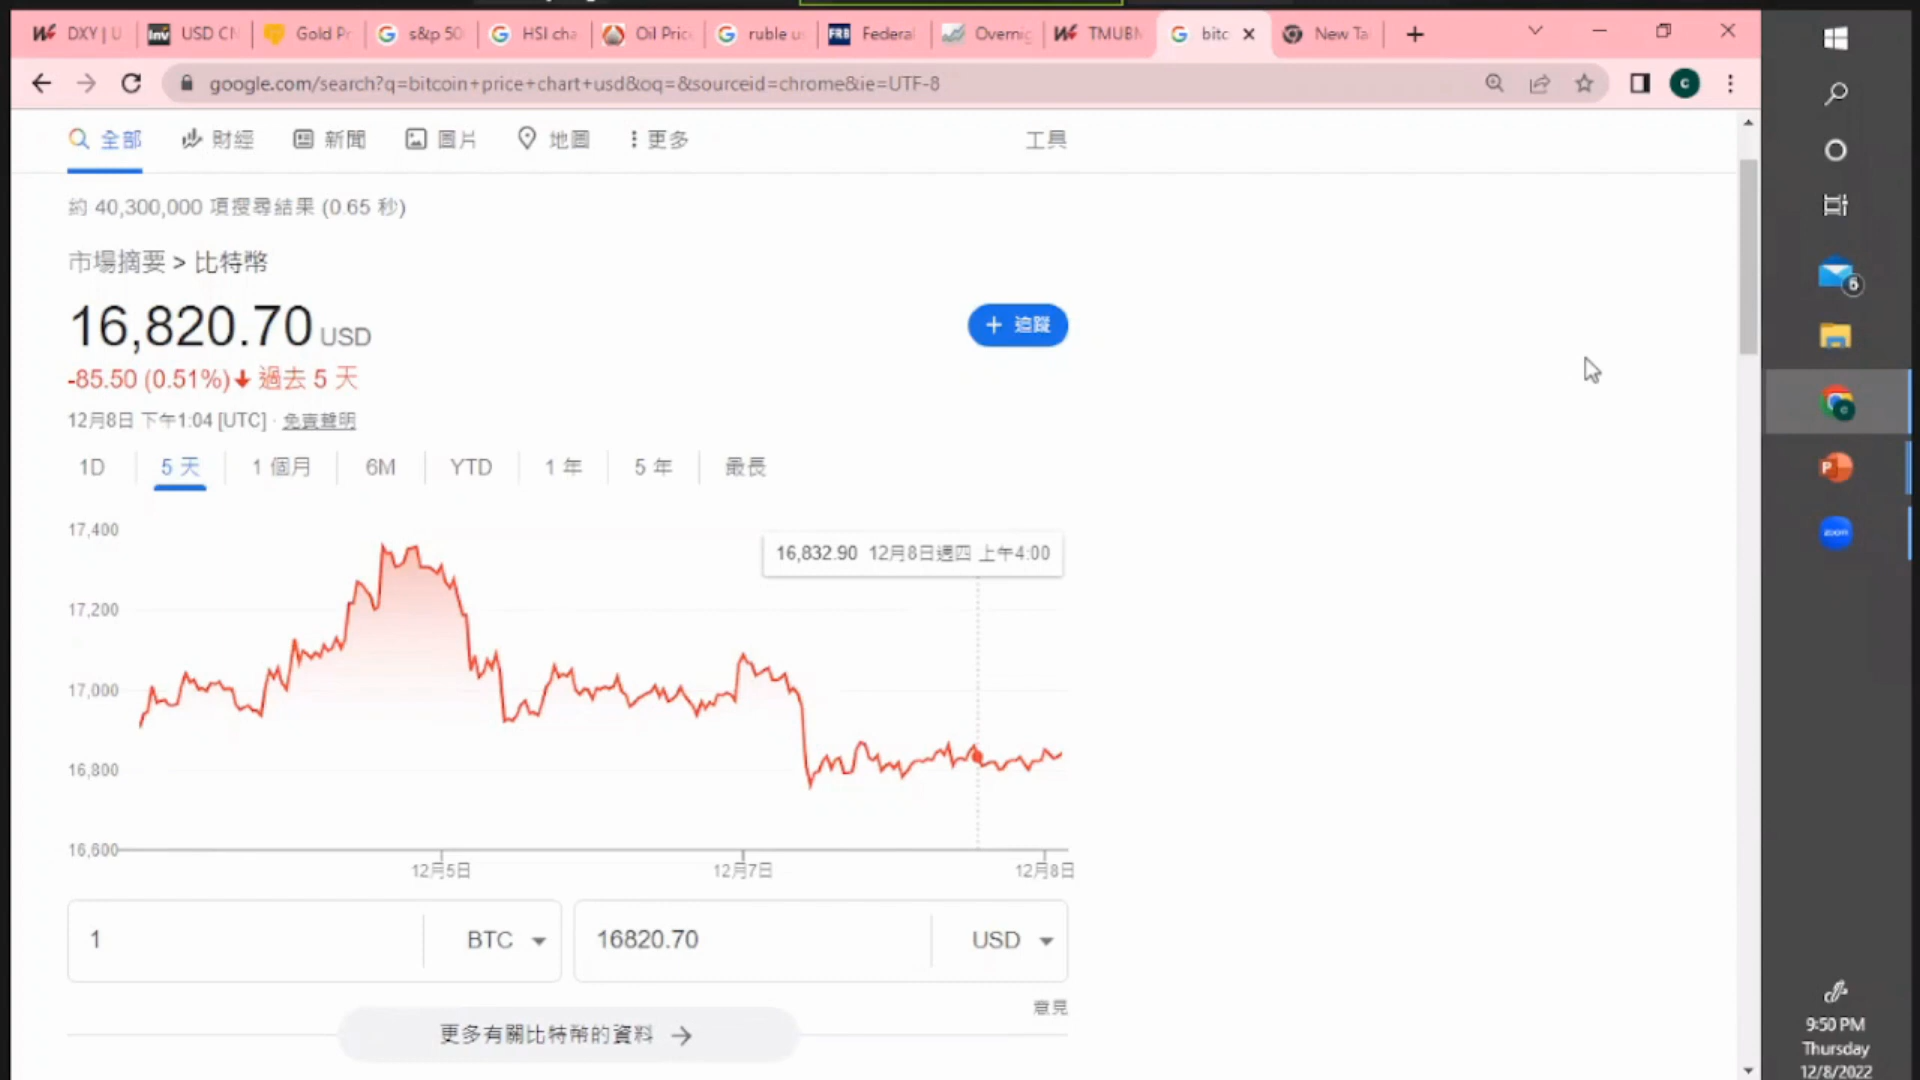 DXY | U
Inv USD CN
Gold Pr
s&p 50
HSI cha
Oil Pric
ruble u
FRB Federal
Overnig
TMUBM
bitc
New Ta
google.com/search?q=bitcoin+price+chart+usd&oq=&sourceid=chrome&ie=UTF-8
c
全部 財經 新聞 圖片 地圖 更多 工具
約 40,300,000 項搜尋結果 (0.65 秒)
市場摘要 > 比特幣
16,820.70 USD
+ 追蹤
-85.50 (0.51%) 過去 5 天
12月8日 下午1:04 [UTC] · 免責聲明
1D 5 天 1 個月 6M YTD 1 年 5 年 最長
17,400
16,832.90 12月8日週四 上午4:00
17,200
17,000
16,800
16,600
12月5日 12月7日 12月8日
1 BTC 16820.70 USD
意見
更多有關比特幣的資料
6
zoom
9:50 PM
Thursday
12/8/2022